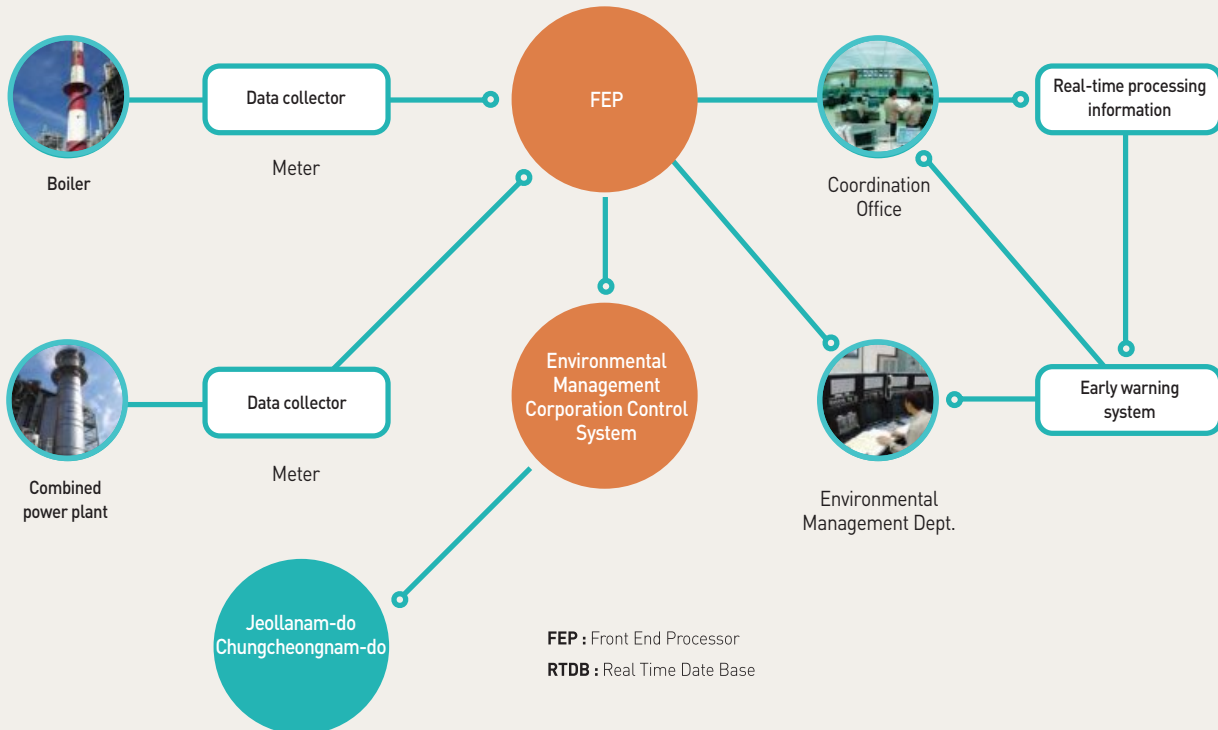 Boiler
Data collector
Meter
FEP
Coordination
Office
Real-time processing
information
Combined
power plant
Data collector
Meter
Environmental
Management
Corporation Control
System
Environmental
Management Dept.
Early warning
system
Jeollanam-do
Chungcheongnam-do
FEP : Front End Processor
RTDB : Real Time Date Base